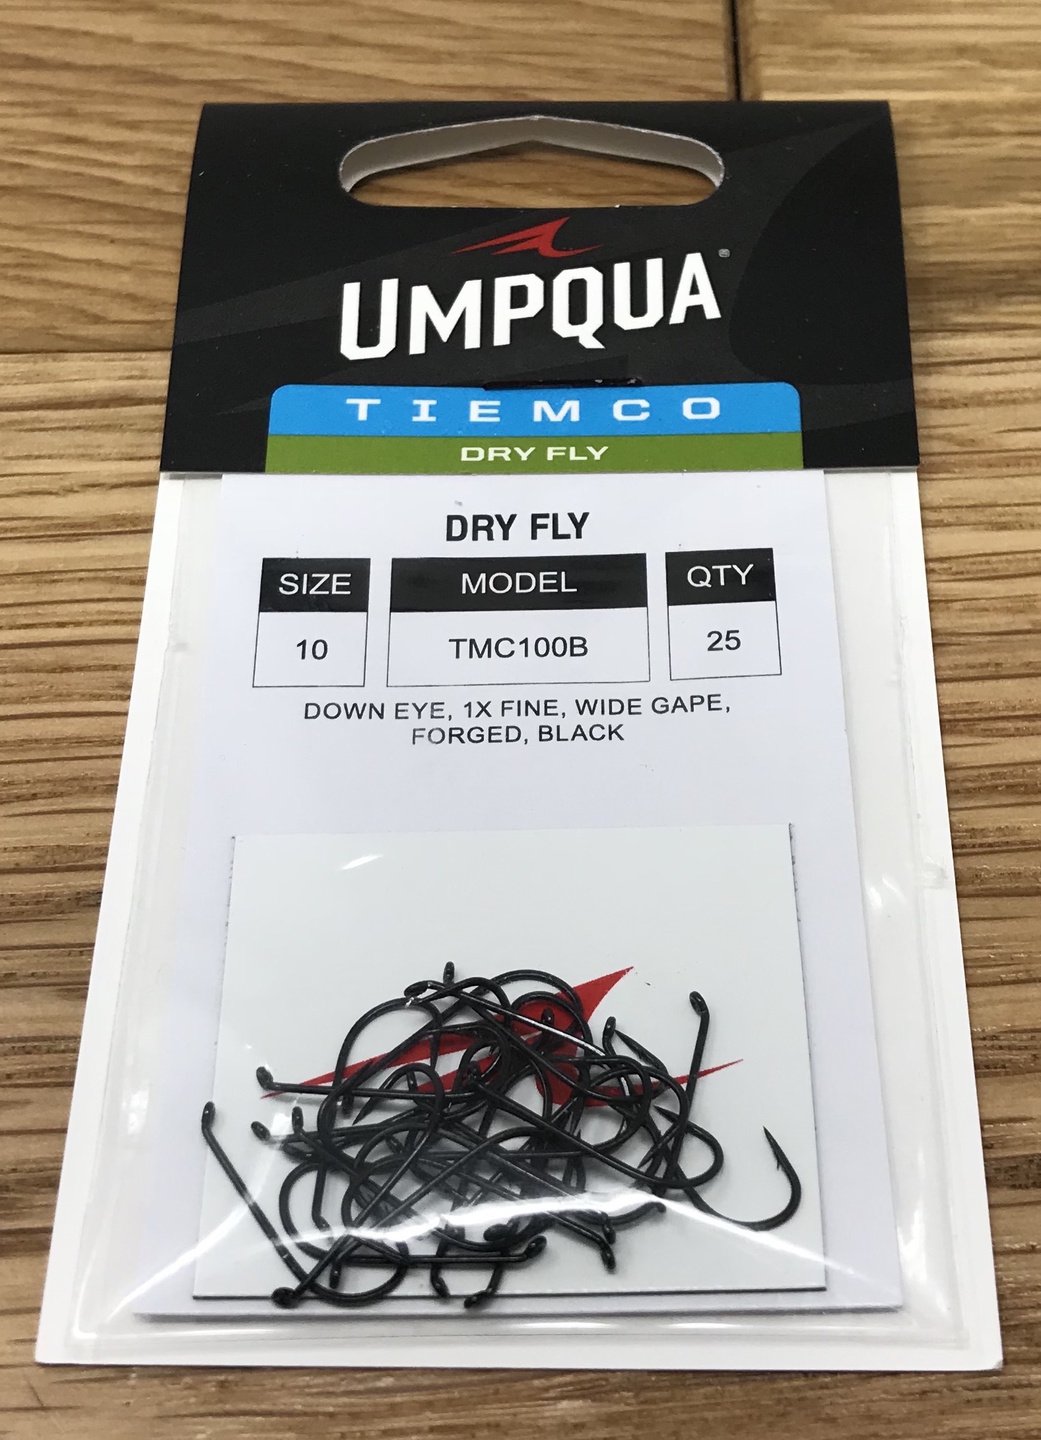 UMPQUA®
TIEMCO
DRY FLY
DRY FLY
SIZE MODEL QTY
10 TMC100B 25
DOWN EYE, 1X FINE, WIDE GAPE,
FORGED, BLACK